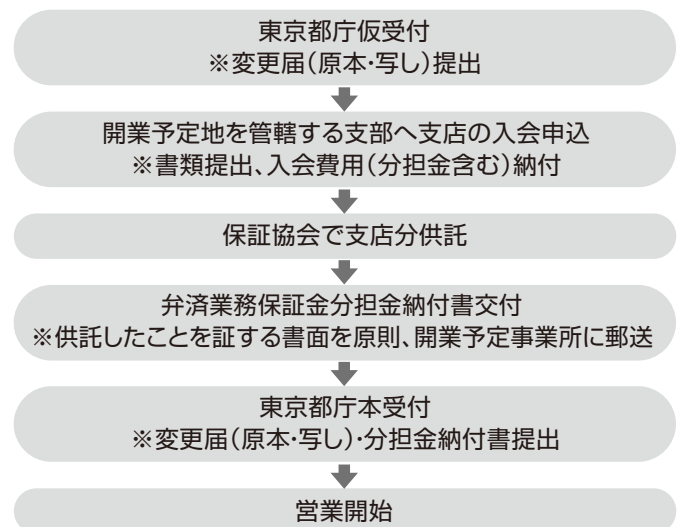 東京都庁仮受付
※変更届(原本・写し)提出
開業予定地を管轄する支部へ支店の入会申込
※書類提出、入会費用(分担金含む)納付
保証協会で支店分供託
弁済業務保証金分担金納付書交付
※供託したことを証する書面を原則、開業予定事業所に郵送
東京都庁本受付
※変更届(原本・写し)・分担金納付書提出
営業開始